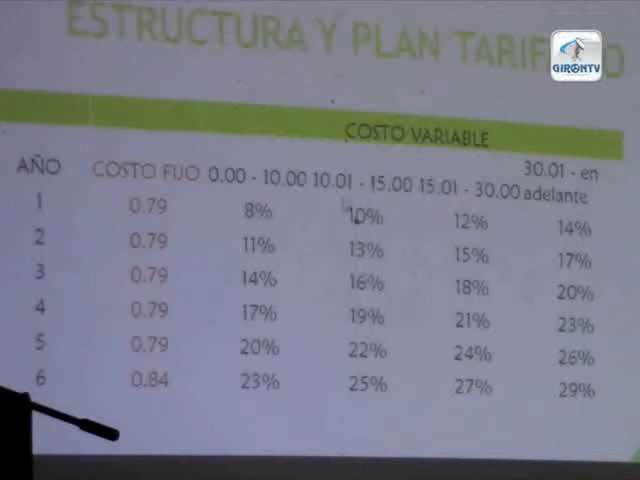 ESTRUCTURA Y PLAN
GIRONTV
COSTO VARIABLE
AÑO COSTO FIJO 0.00 - 10.00 10.01 - 15.00 15.01 - 30.00 30.01 - en adelante
1 0.79 8% 10% 12% 14%
2 0.79 11% 13% 15% 17%
3 0.79 14% 16% 18% 20%
4 0.79 17% 19% 21% 23%
5 0.79 20% 22% 24% 26%
6 0.84 23% 25% 27% 29%